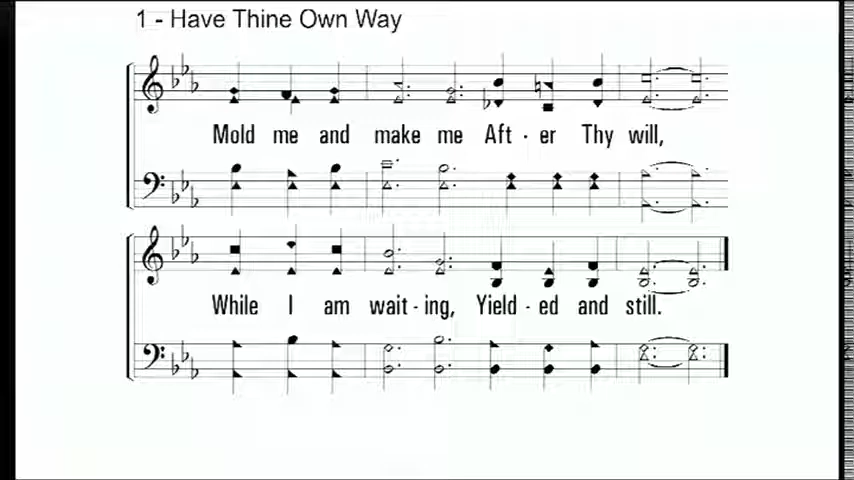 1 - Have Thine Own Way
Mold me and make me Aft - er Thy will,
While I am wait - ing, Yield - ed and still.